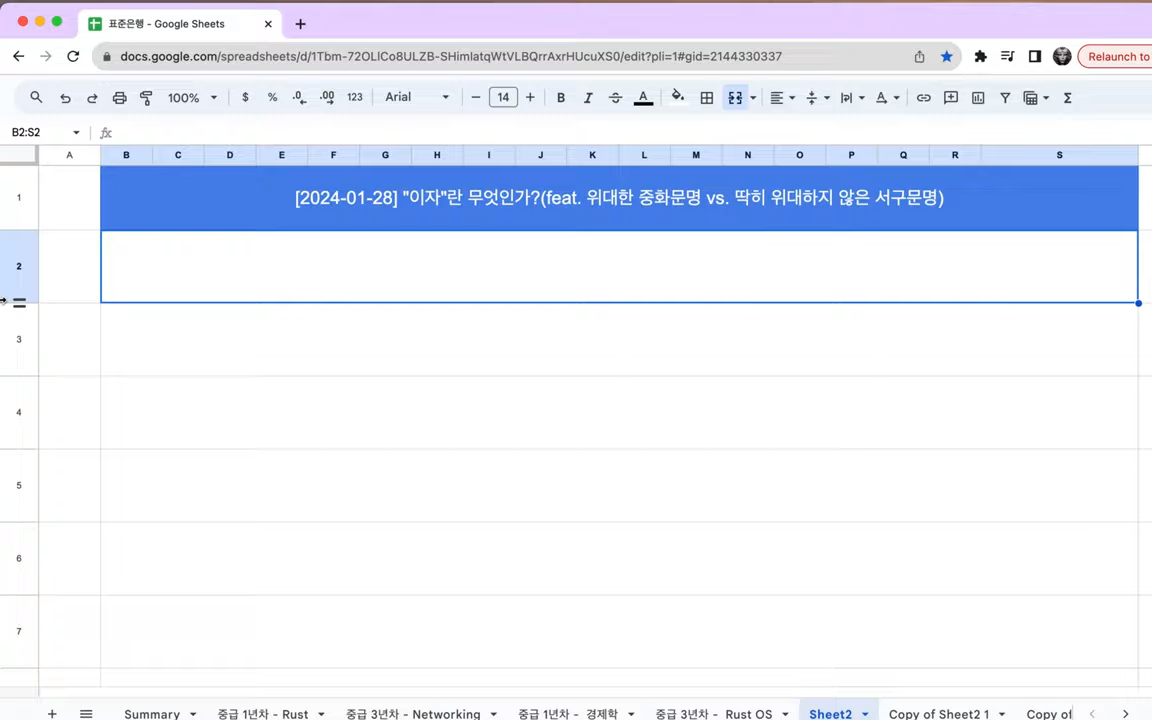 표준은행 - Google Sheets
docs.google.com/spreadsheets/d/1Tbm-72OLlCo8ULZB-SHimlatqWtVLBQrrAxrHUcuXS0/edit?pli=1#gid=2144330337
Relaunch to
100% $ % .0 .00 123 Arial 14 B I S A A Σ
B2:S2 fx
A B C D E F G H I J K L M N O P Q R S
1 [2024-01-28] "이자"란 무엇인가?(feat. 위대한 중화문명 vs. 딱히 위대하지 않은 서구문명)
2
3
4
5
6
7
Summary 중급 1년차 - Rust 중급 3년차 - Networking 중급 1년차 - 경제학 중급 3년차 - Rust OS Sheet2 Copy of Sheet2 1 Copy of